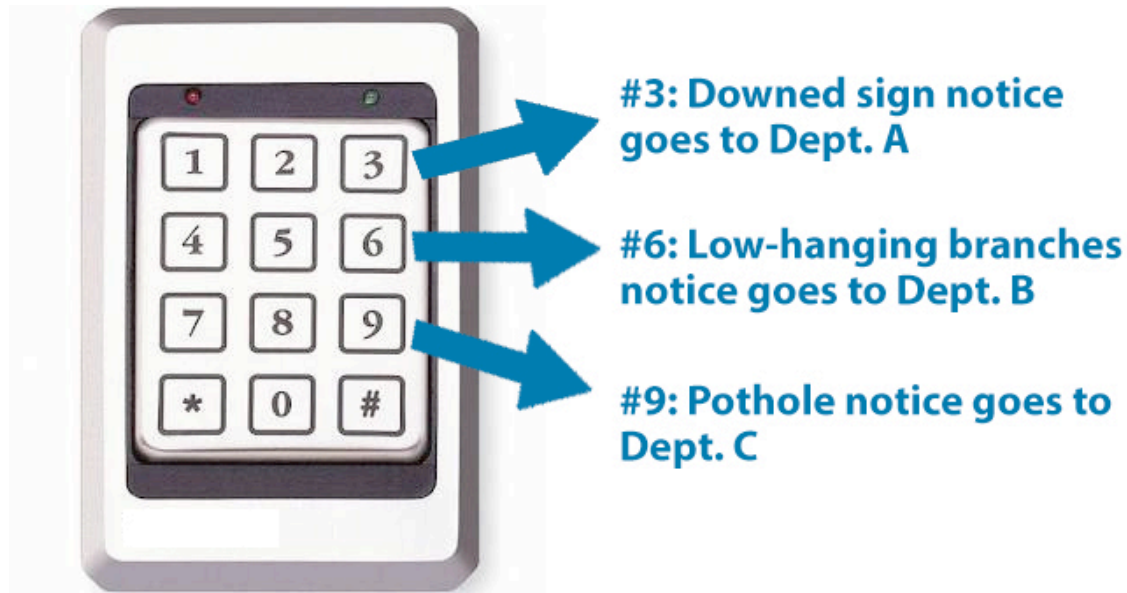 1 2 3
#3: Downed sign notice
goes to Dept. A
4 5 6
#6: Low-hanging branches
notice goes to Dept. B
7 8 9
#9: Pothole notice goes to
Dept. C
* 0 #